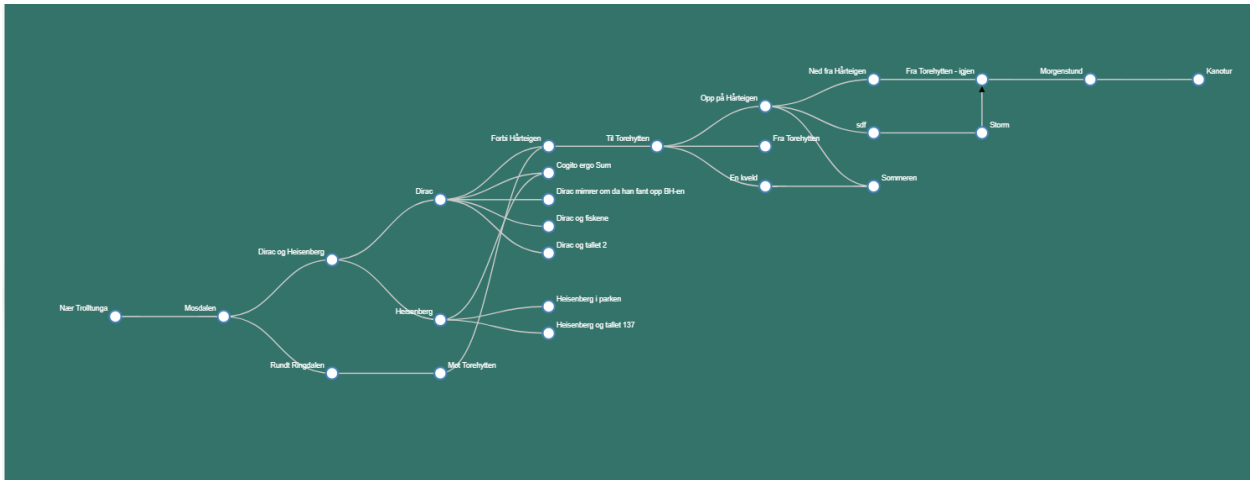 Ned fra Hårteigen
Fra Torehytten - igjen
Morgenstund
Kanotur
Opp på Hårteigen
sdf
Storm
Forbi Hårteigen
Til Torehytten
Fra Torehytten
Cogito ergo Sum
En kveld
Sommeren
Dirac
Dirac mimrer om da han fant opp BH-en
Dirac og fiskene
Dirac og tallet 2
Dirac og Heisenberg
Heisenberg i parken
Nær Trolltunga
Mosdalen
Heisenberg
Heisenberg og tallet 137
Rundt Ringdalen
Mot Torehytten